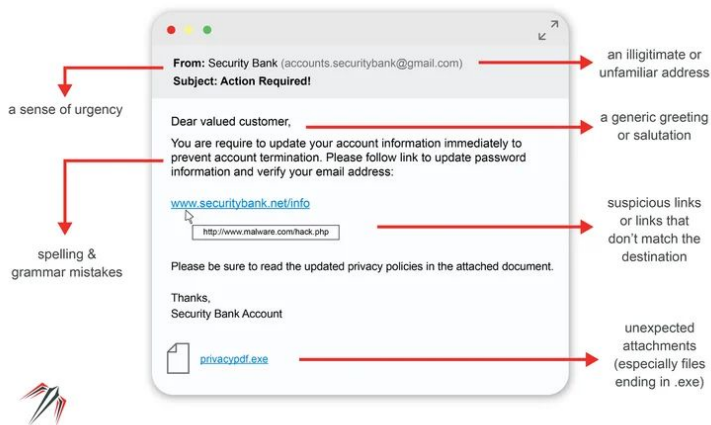 From: Security Bank (accounts.securitybank@gmail.com)
Subject: Action Required!
an illigitimate or
unfamiliar address
a sense of urgency
Dear valued customer,
a generic greeting
or salutation
You are require to update your account information immediately to
prevent account termination. Please follow link to update password
information and verify your email address:
spelling &
grammar mistakes
www.securitybank.net/info
http://www.malware.com/hack.php
suspicious links
or links that
don't match the
destination
Please be sure to read the updated privacy policies in the attached document.
Thanks,
Security Bank Account
privacypdf.exe
unexpected
attachments
(especially files
ending in .exe)